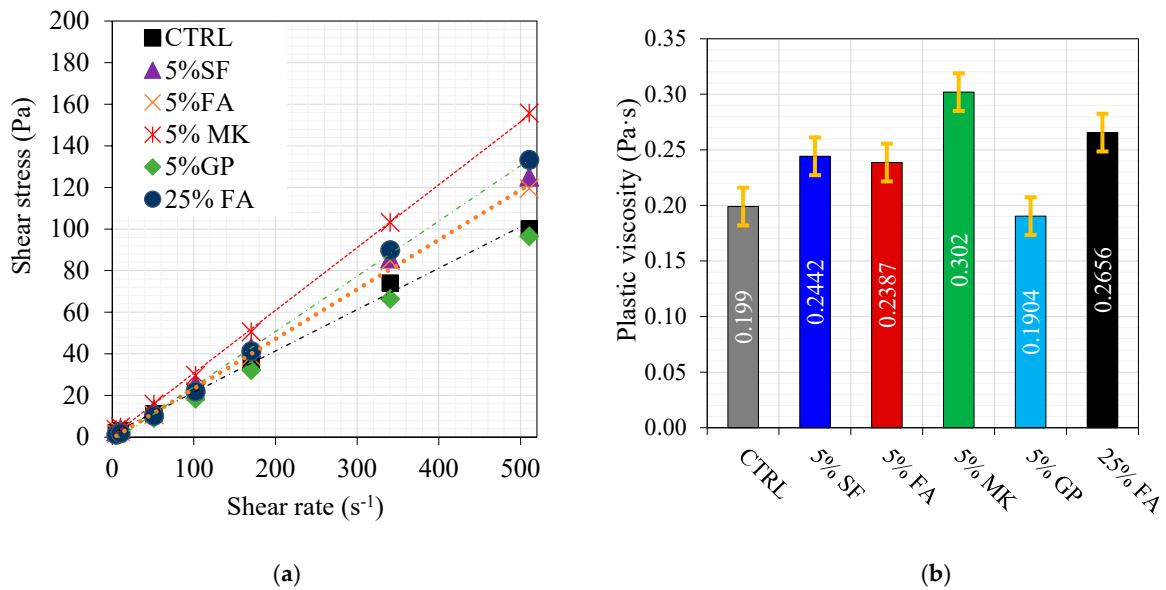 200
180
160
140
120
100
80
60
40
20
0
Shear stress (Pa)
CTRL
5%SF
5%FA
5% MK
5%GP
25% FA
0 100 200 300 400 500
Shear rate (s⁻¹)
(a)
0.35
0.30
0.25
0.20
0.15
0.10
0.05
0.00
Plastic viscosity (Pa·s)
0.199
0.2442
0.2387
0.302
0.1904
0.2656
CTRL
5% SF
5% FA
5% MK
5% GP
25% FA
(b)